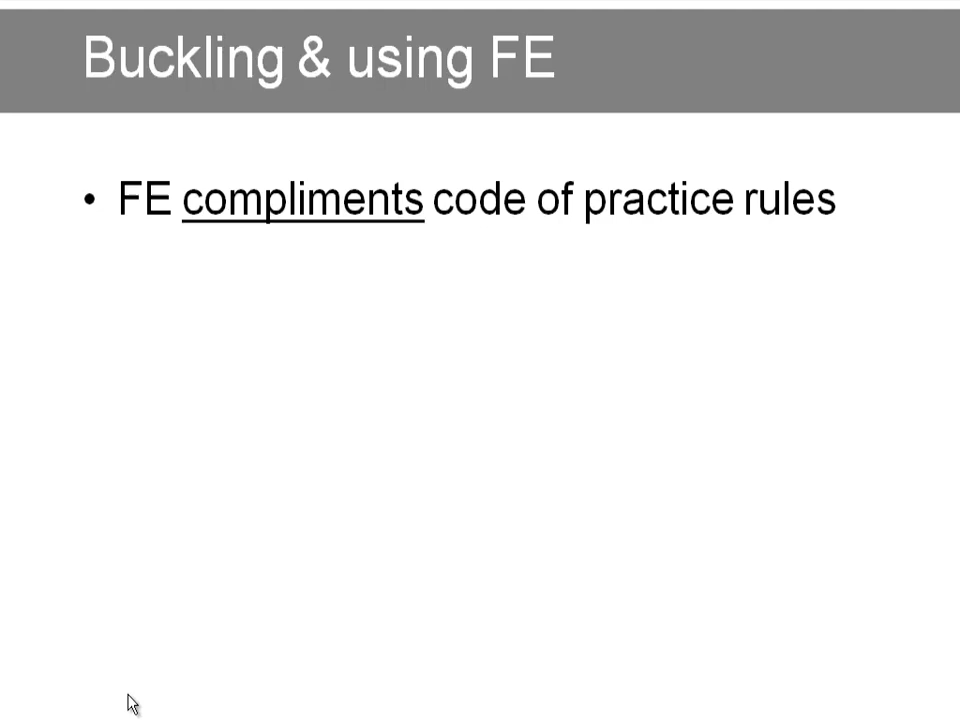 Buckling & using FE
• FE compliments code of practice rules